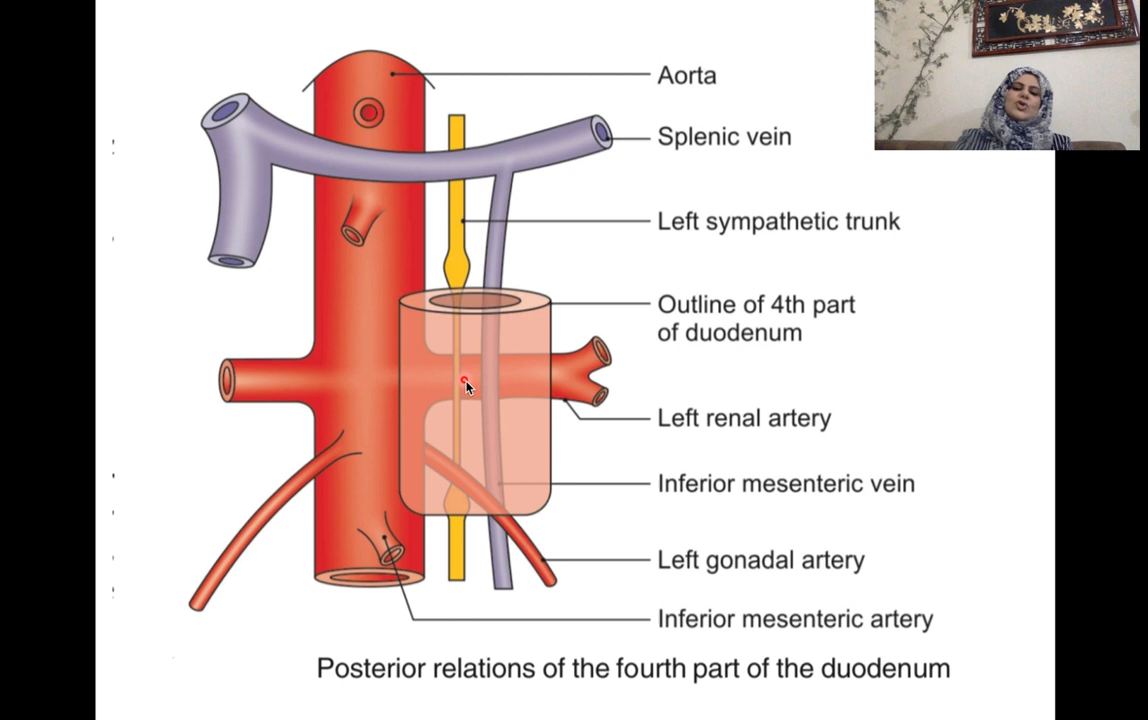 Aorta
Splenic vein
Left sympathetic trunk
Outline of 4th part
of duodenum
Left renal artery
Inferior mesenteric vein
Left gonadal artery
Inferior mesenteric artery
Posterior relations of the fourth part of the duodenum